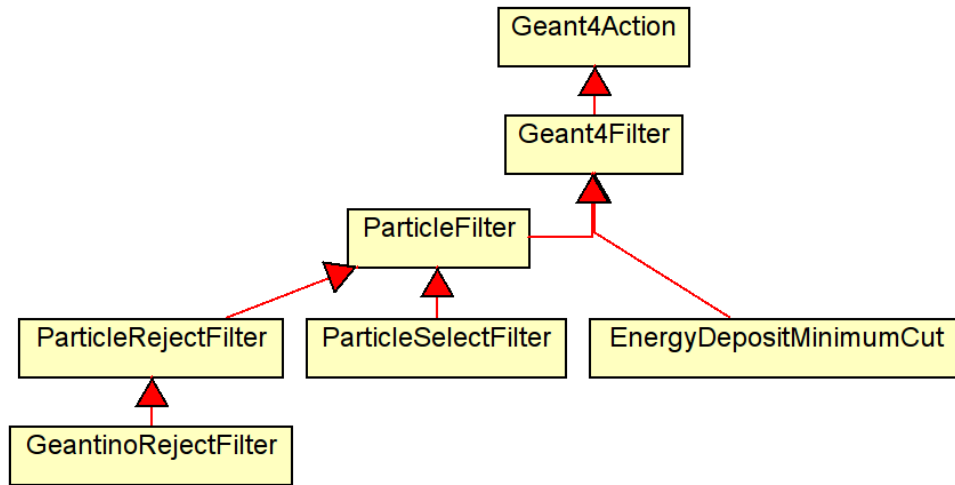 Geant4Action
Geant4Filter
ParticleFilter
ParticleRejectFilter
ParticleSelectFilter
EnergyDepositMinimumCut
GeantinoRejectFilter